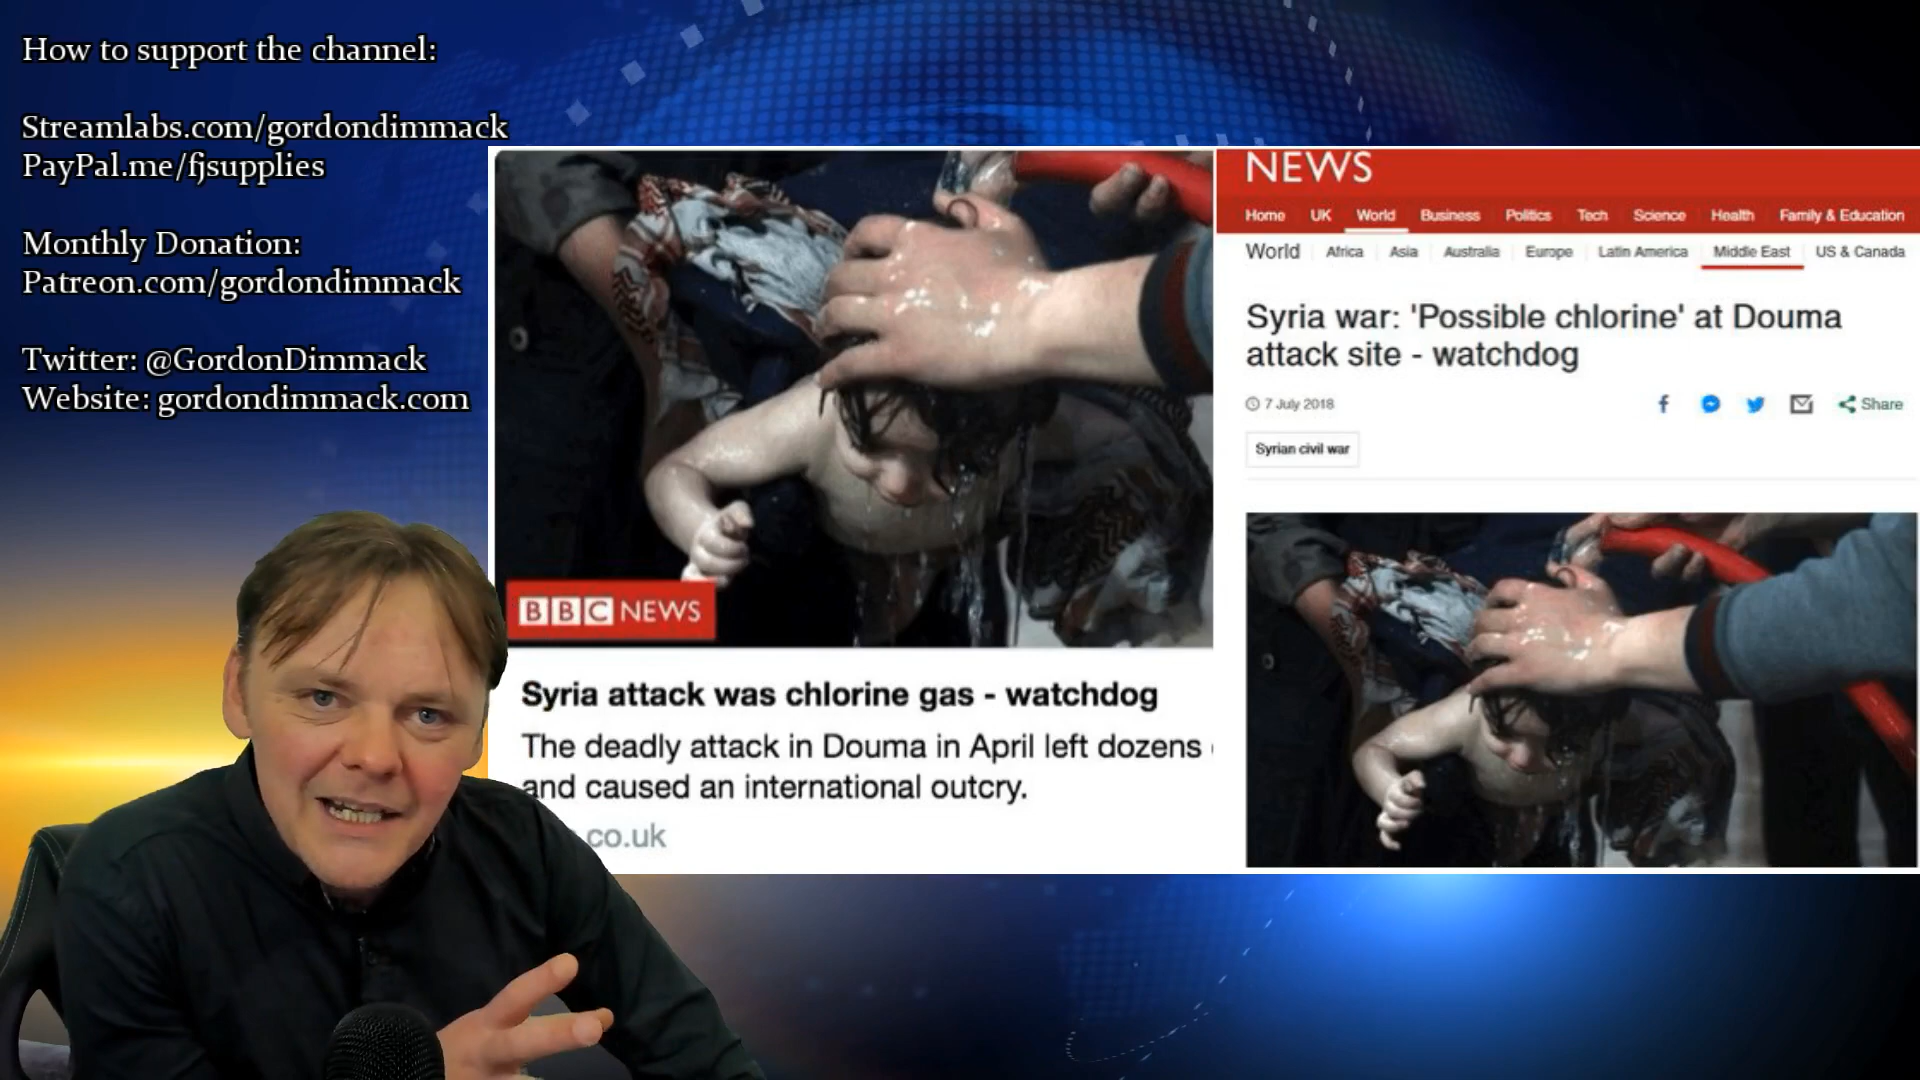 How to support the channel:
Streamlabs.com/gordondimmack
PayPal.me/fjsupplies
Monthly Donation:
Patreon.com/gordondimmack
Twitter: @GordonDimmack
Website: gordondimmack.com
BBC NEWS
Syria attack was chlorine gas - watchdog
The deadly attack in Douma in April left dozens
and caused an international outcry.
.co.uk
NEWS
Home UK World Business Politics Tech Science Health Family & Education
World Africa Asia Australia Europe Latin America Middle East US & Canada
Syria war: 'Possible chlorine' at Douma
attack site - watchdog
7 July 2018
Share
Syrian civil war